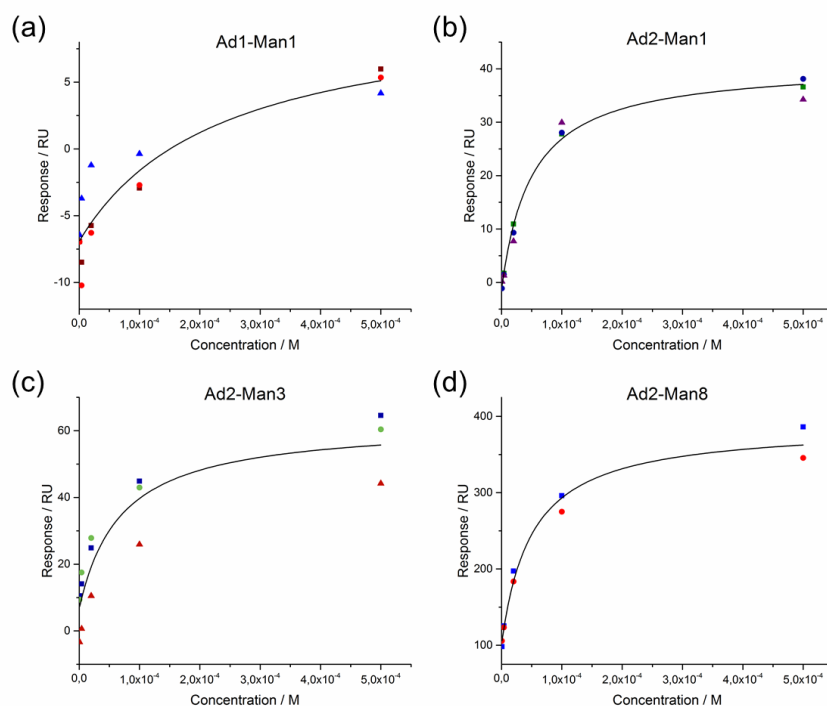 (a)
Ad1-Man1
5
0
-5
-10
Response / RU
0,0
1,0x10-4
2,0x10-4
3,0x10-4
4,0x10-4
5,0x10-4
Concentration / M
(b)
Ad2-Man1
40
30
20
10
0
Response / RU
0,0
1,0x10-4
2,0x10-4
3,0x10-4
4,0x10-4
5,0x10-4
Concentration / M
(c)
Ad2-Man3
60
40
20
0
Response / RU
0,0
1,0x10-4
2,0x10-4
3,0x10-4
4,0x10-4
5,0x10-4
Concentration / M
(d)
Ad2-Man8
400
300
200
100
Response / RU
0,0
1,0x10-4
2,0x10-4
3,0x10-4
4,0x10-4
5,0x10-4
Concentration / M